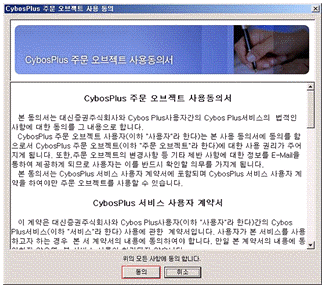 CybosPlus 주문 오브젝트 사용 동의
CybosPlus 주문 오브젝트 사용동의서
CybosPlus 주문 오브젝트 사용동의서
본 동의서는 대신증권주식회사와 Cybos Plus사용자간의 CybosPlus서비스의 법적인
사항에 대한 동의를 그 내용으로 합니다.
CybosPlus 주문 오브젝트 사용자(이하 "사용자"라 한다)는 본 사용 동의서에 동의를 함
으로서 CybosPlus 주문 오브젝트(이하 "주문 오브젝트"라 한다)에 대한 사용 권리가 주어
지게 됩니다. 또한,주문 오브젝트의 변경사항 등 기타 제반 사항에 대한 정보를 E-Mail을
통하여 제공하게 되므로 사용자는 이를 반드시 확인할 의무를 가지게 됩니다.
본 동의서는 CybosPlus 서비스 사용자 계약서에 포함되며 CybosPlus 서비스 사용자 계
약을 하여야만 주문 오브젝트를 사용할 수 있습니다.
CybosPlus 서비스 사용자 계약서
이 계약은 대신증권주식회사와 Cybos Plus사용자(이하 "사용자"라 한다)간의 Cybos
Plus서비스(이하 "서비스"라 한다) 사용에 관한 계약서입니다. 사용자가 본 서비스를 사용
하고자 하는 경우 본 서 계약서의 내용에 동의하여야 합니다. 만일 본 계약서의 내용에 동
위의 모든 사항에 동의 합니다.
동의
취소